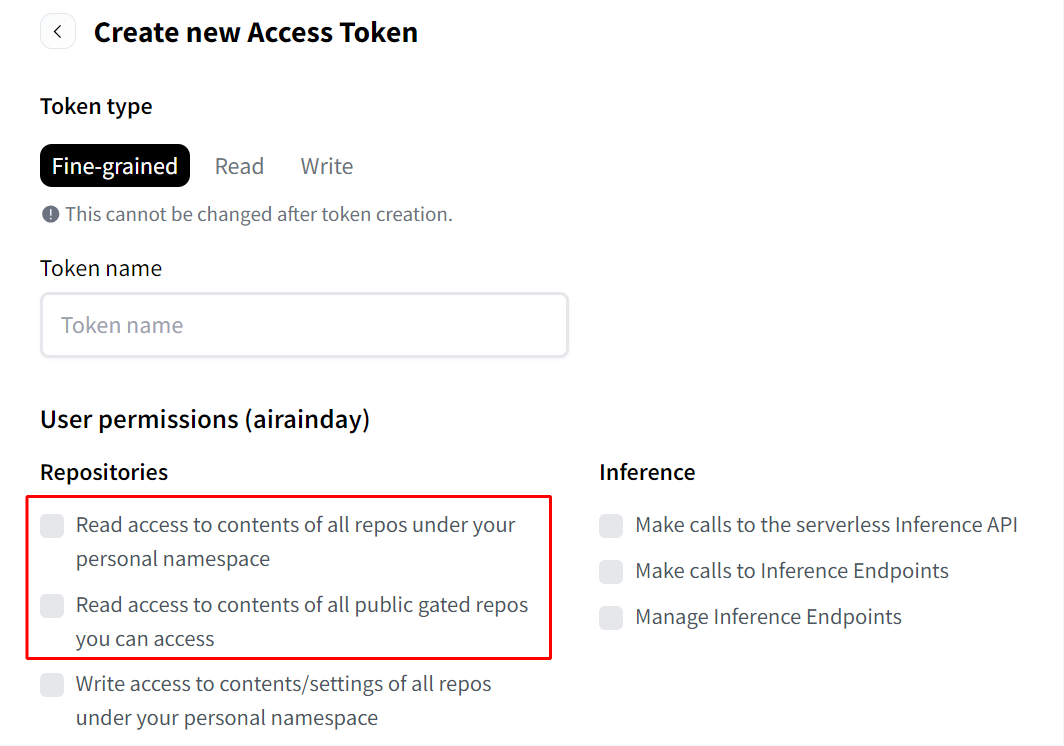 Create new Access Token
Token type
Fine-grained Read Write
This cannot be changed after token creation.
Token name
Token name
User permissions (airainday)
Repositories
Read access to contents of all repos under your
personal namespace
Read access to contents of all public gated repos
you can access
Write access to contents/settings of all repos
under your personal namespace
Inference
Make calls to the serverless Inference API
Make calls to Inference Endpoints
Manage Inference Endpoints